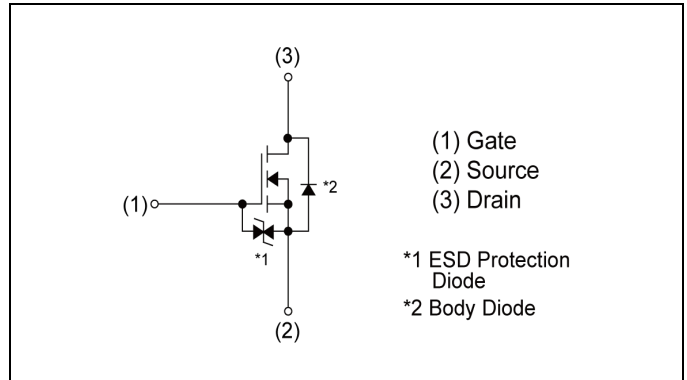 (3)
(1) Gate
(2) Source
(3) Drain
*2
(1)
*1
*1 ESD Protection
Diode
*2 Body Diode
(2)